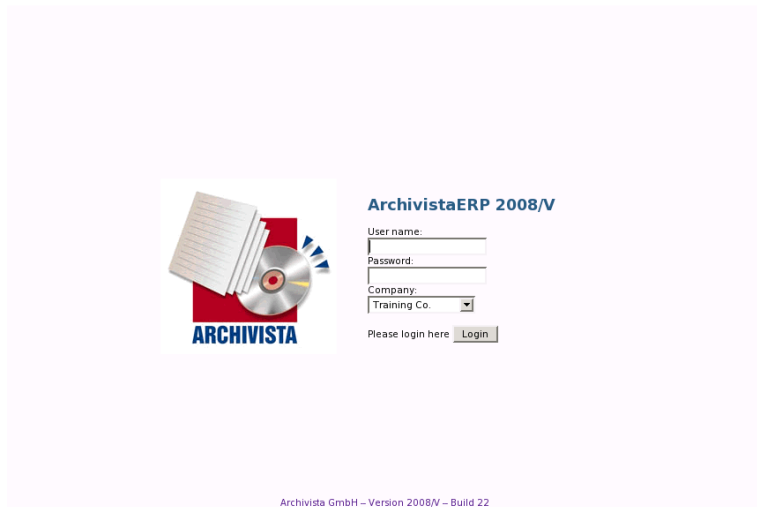 ArchivistaERP 2008/V
User name:
Password:
Company:
Training Co.
Please login here Login
ARCHIVISTA
Archivista GmbH – Version 2008/V – Build 22